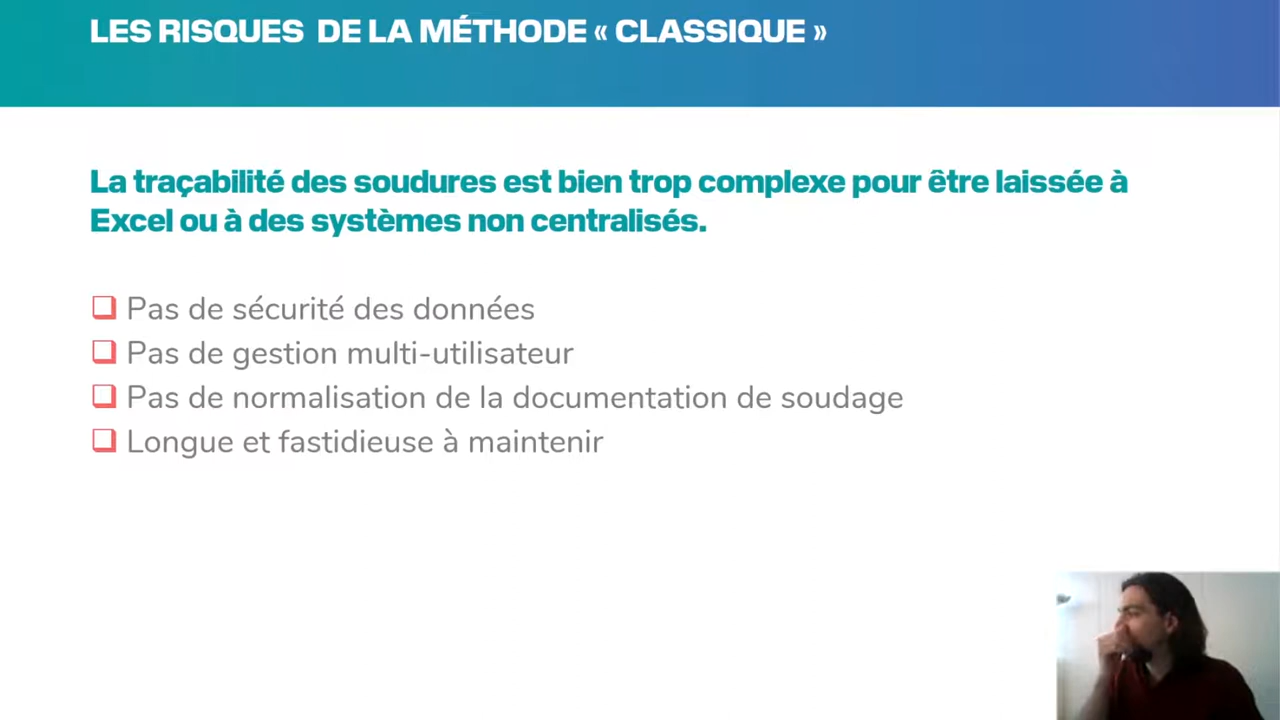 LES RISQUES DE LA MÉTHODE « CLASSIQUE »
La traçabilité des soudures est bien trop complexe pour être laissée à
Excel ou à des systèmes non centralisés.
❑ Pas de sécurité des données
❑ Pas de gestion multi-utilisateur
❑ Pas de normalisation de la documentation de soudage
❑ Longue et fastidieuse à maintenir